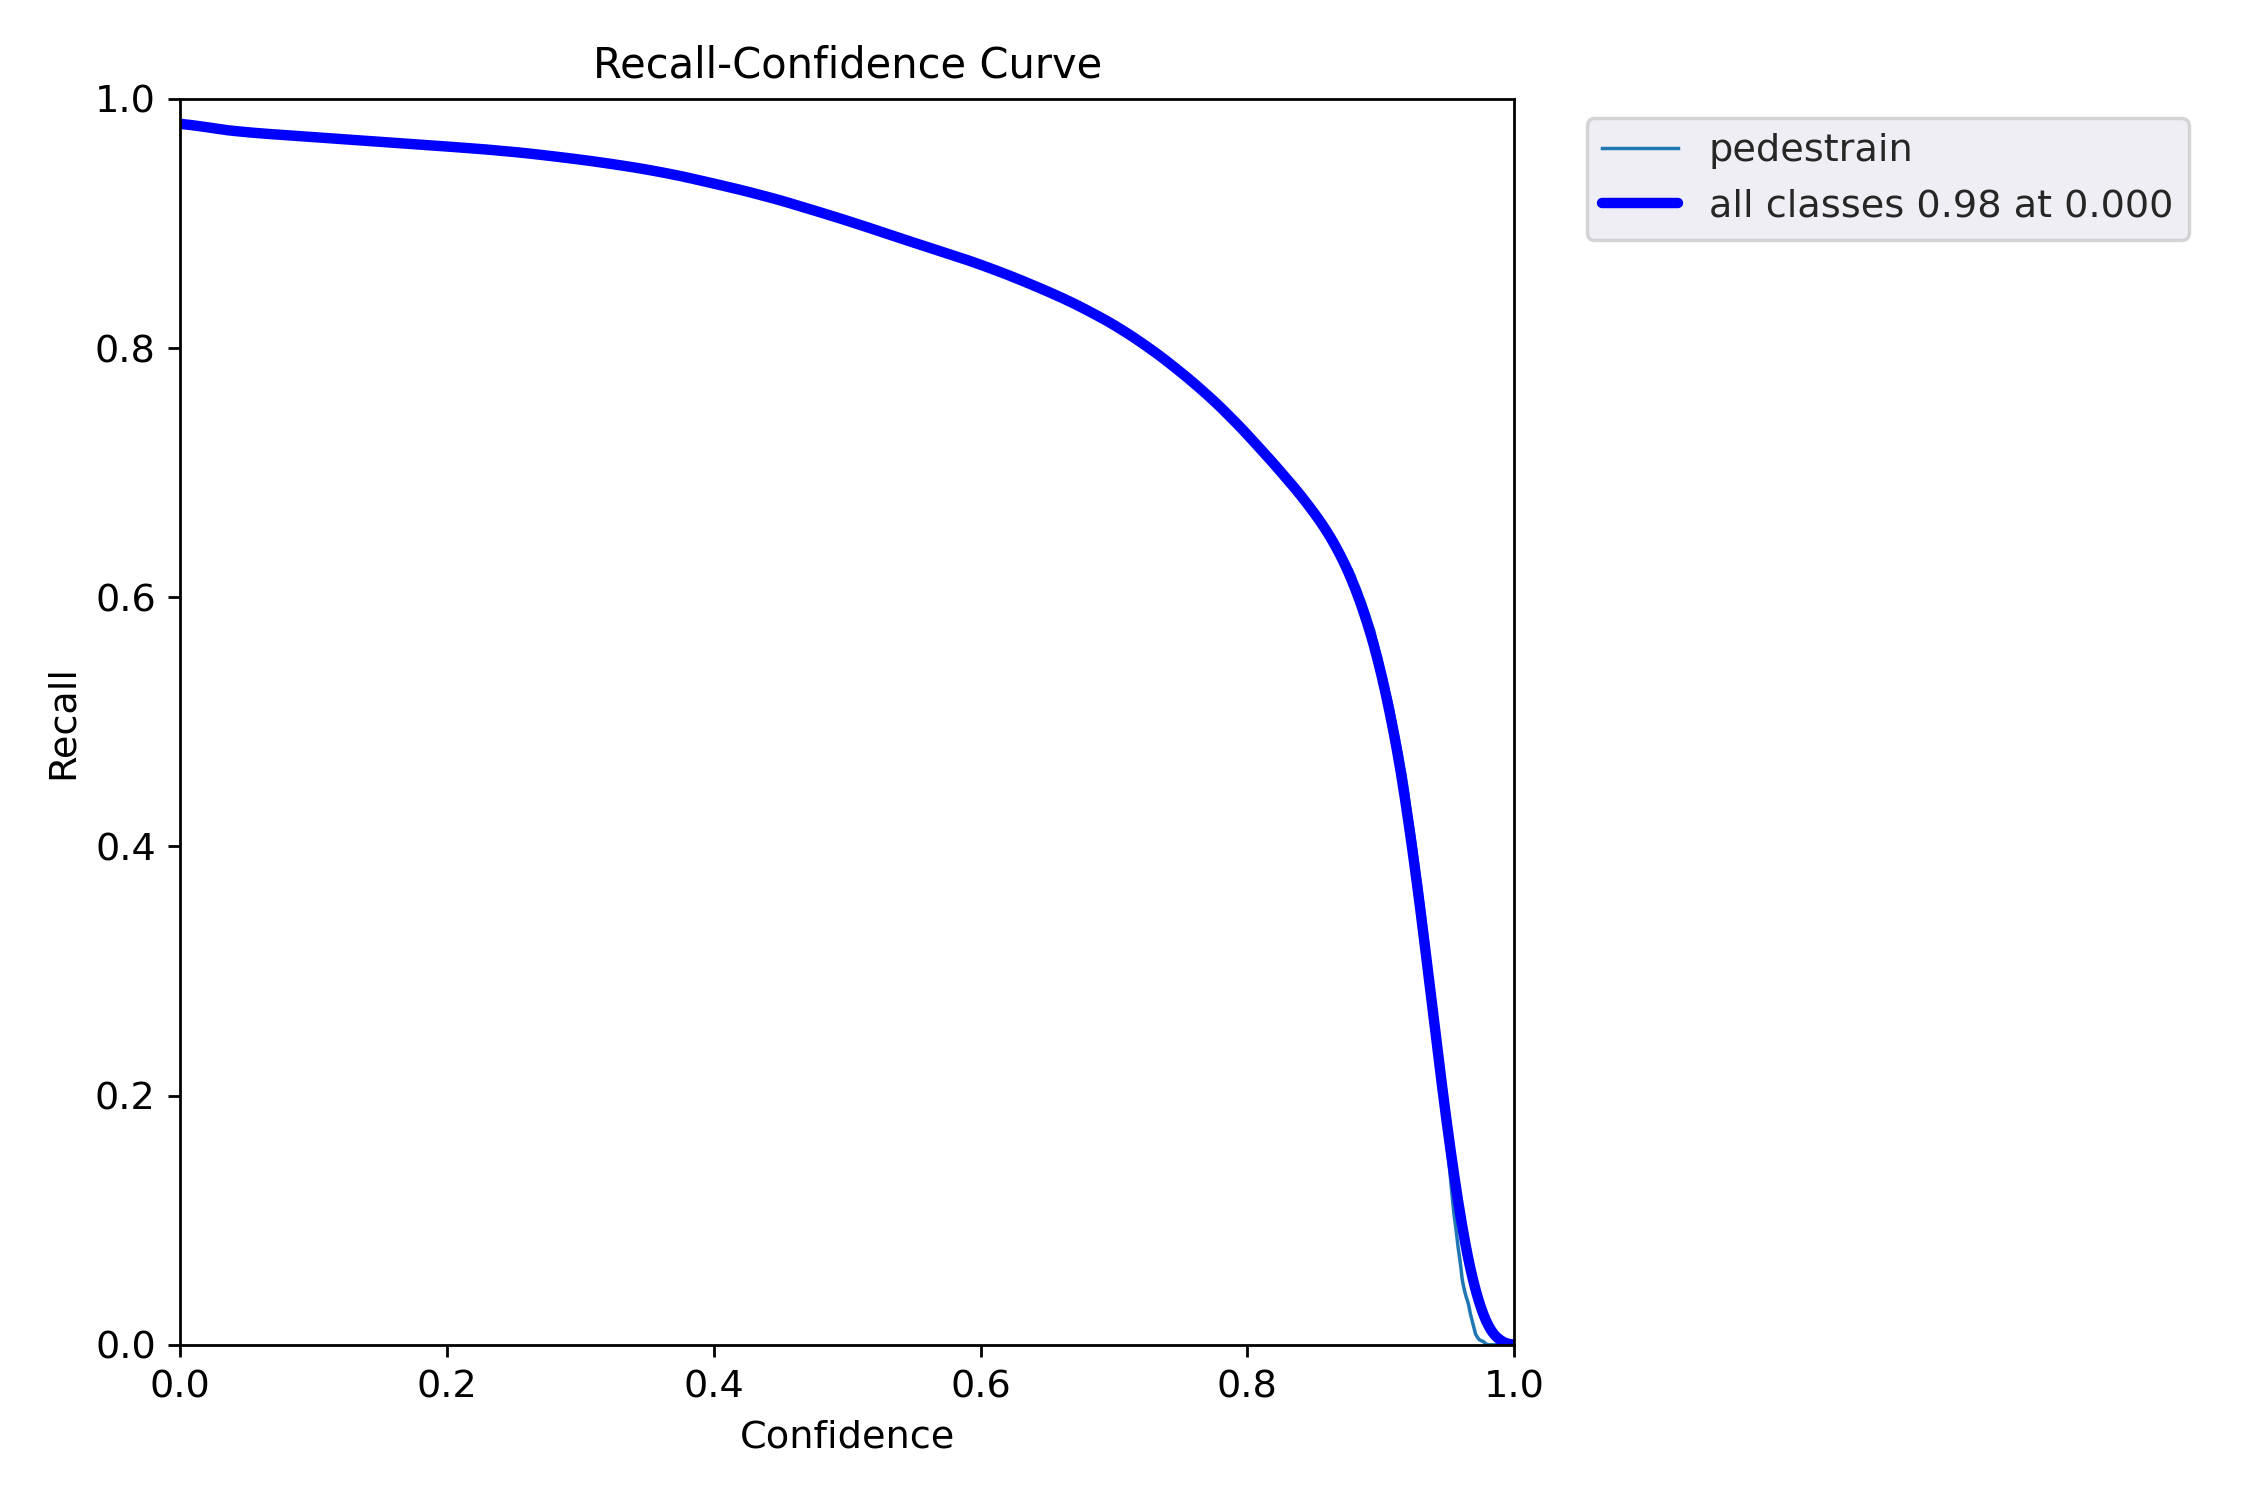 Recall-Confidence Curve
1.0
0.8
0.6
0.4
0.2
0.0
Recall
0.0 0.2 0.4 0.6 0.8 1.0
Confidence
pedestrain
all classes 0.98 at 0.000